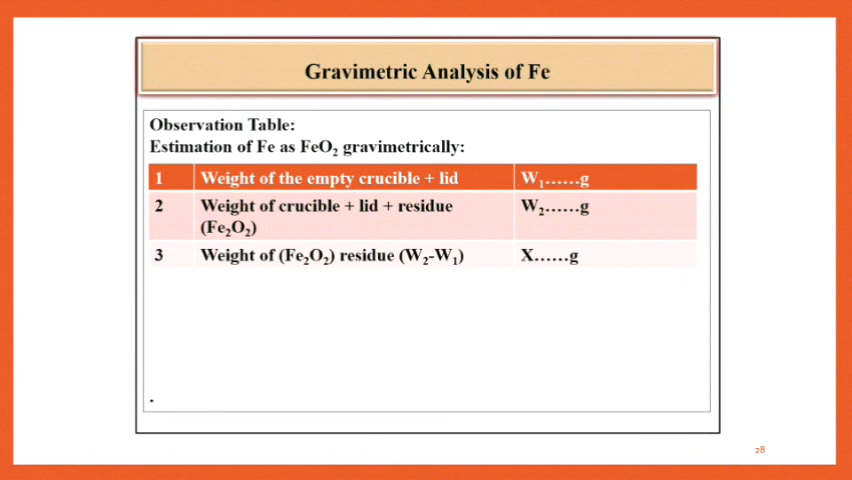 Gravimetric Analysis of Fe
Observation Table:
Estimation of Fe as FeO₂ gravimetrically:
1 Weight of the empty crucible + lid W₁......g
2 Weight of crucible + lid + residue W₂......g
(Fe₂O₂)
3 Weight of (Fe₂O₂) residue (W₂-W₁) X......g
.
28